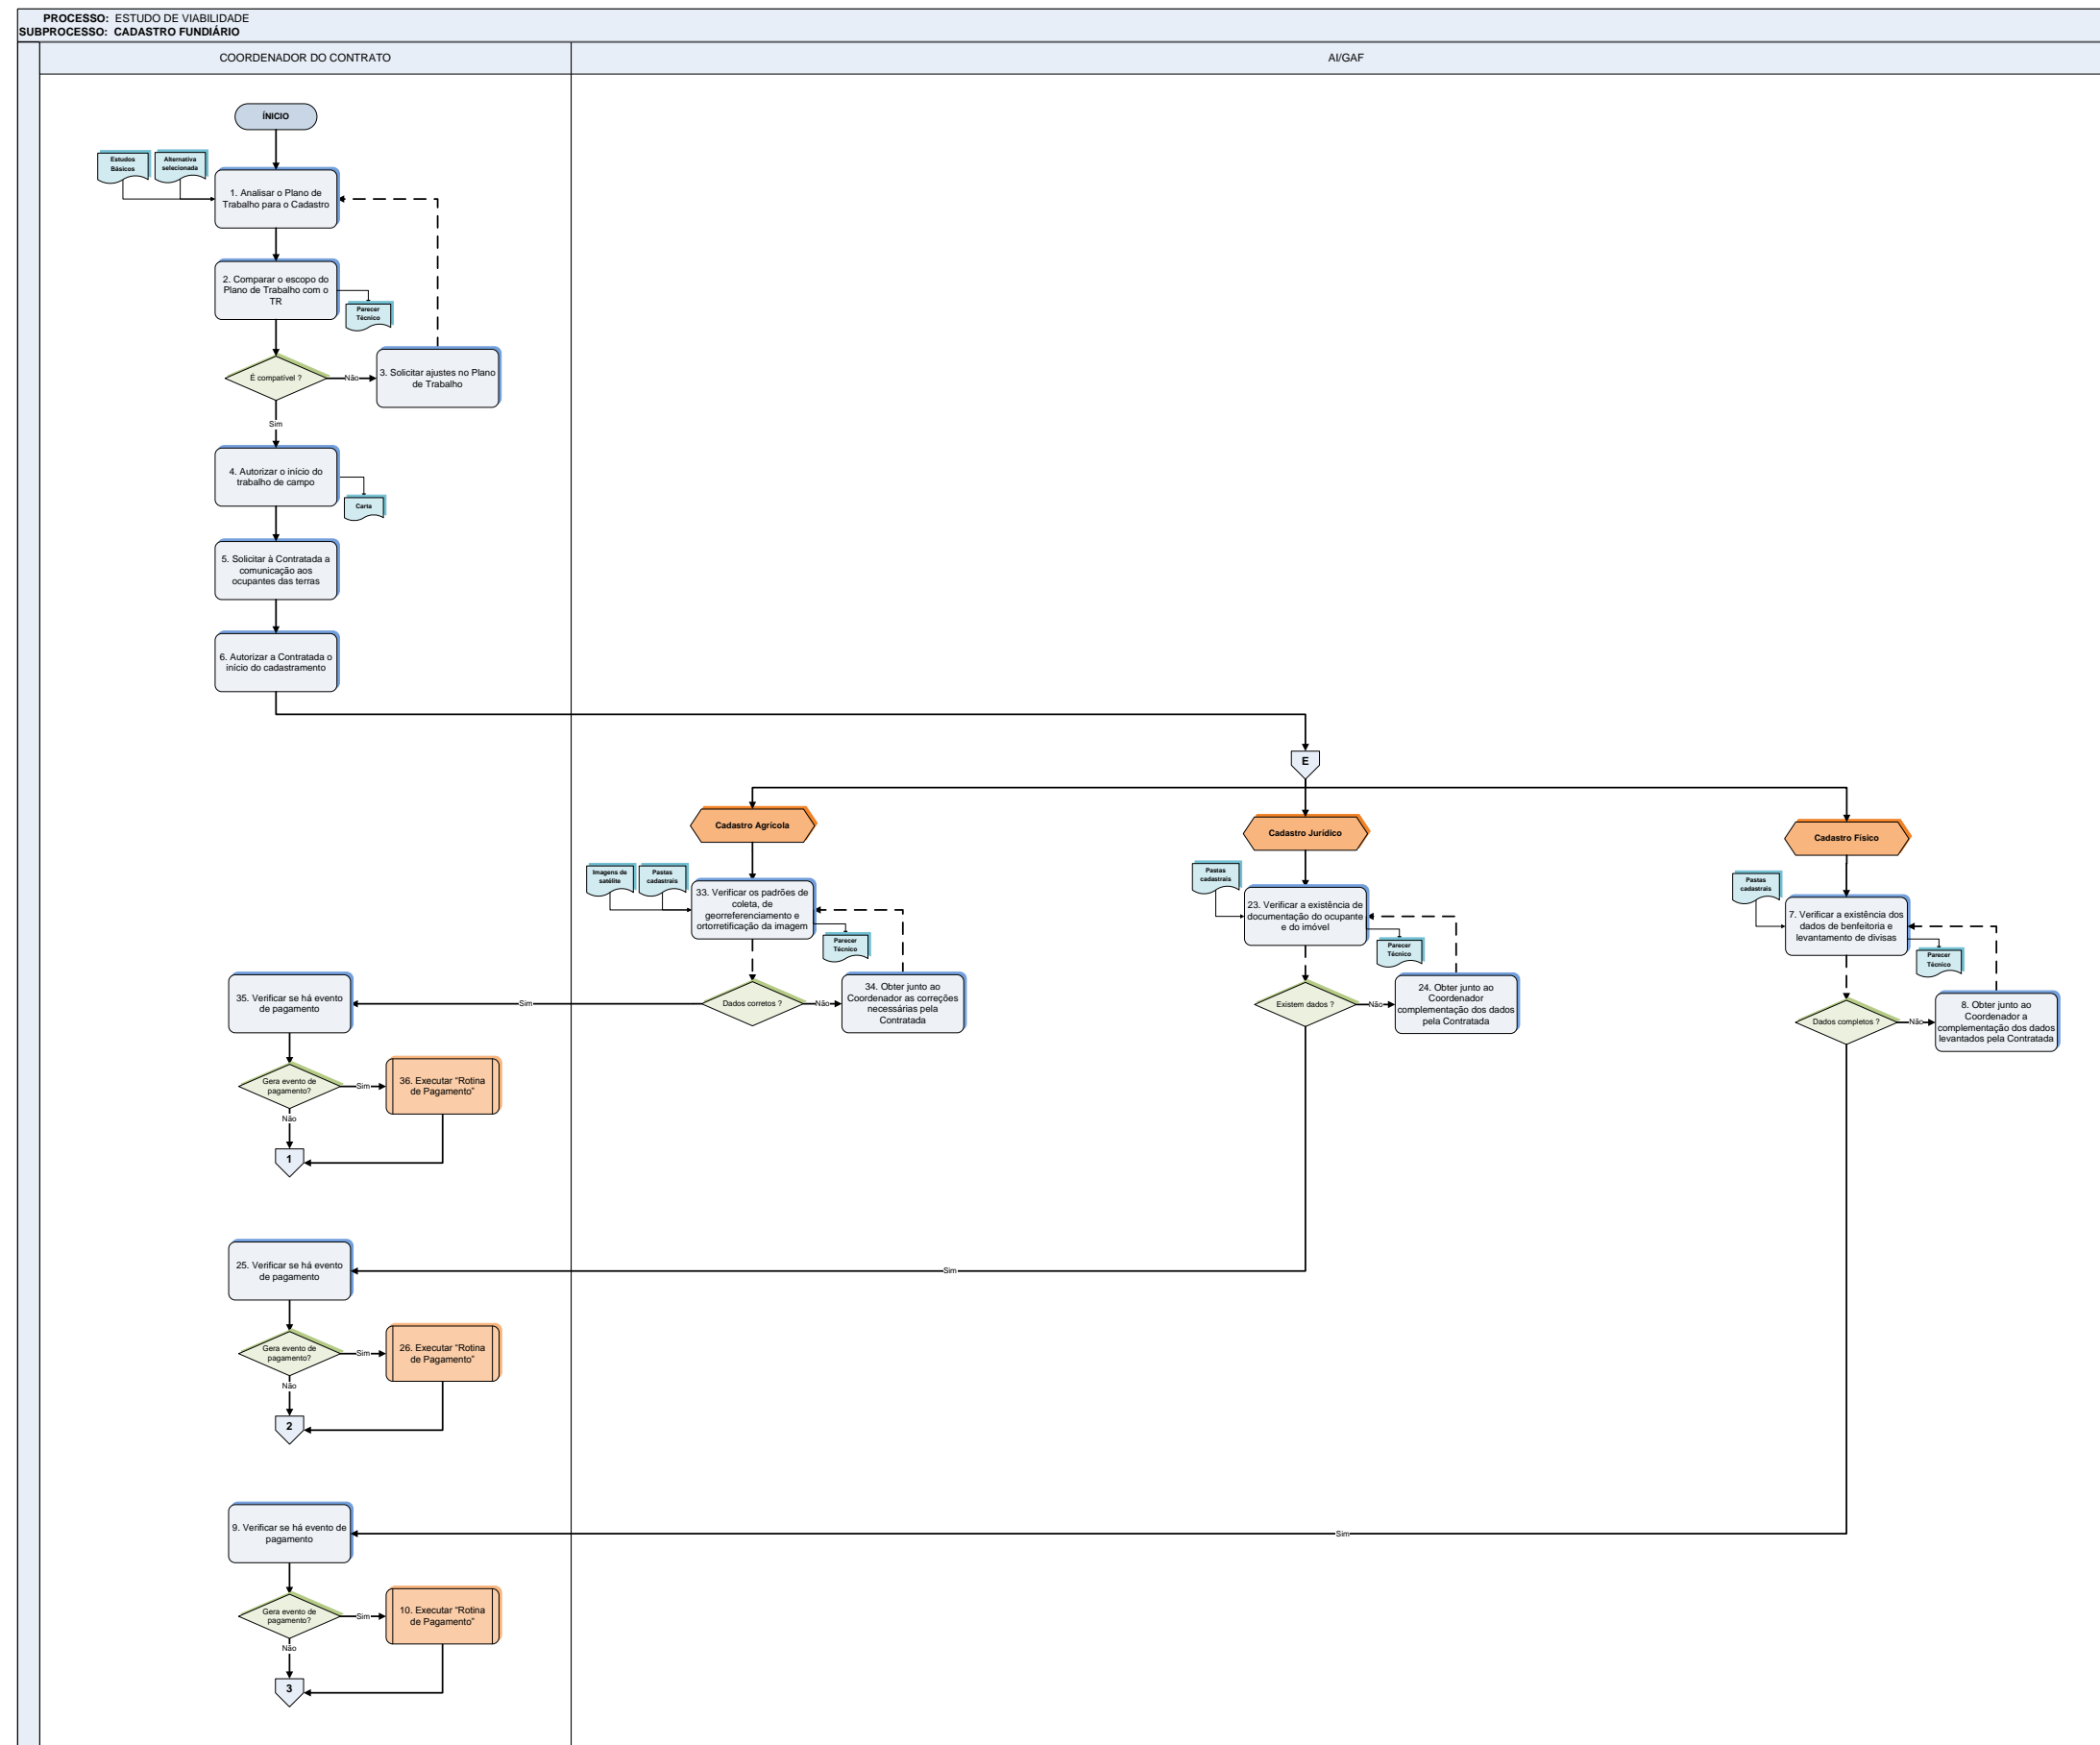 PROCESSO: ESTUDO DE VIABILIDADE
SUBPROCESSO: CADASTRO FUNDIÁRIO
COORDENADOR DO CONTRATO
AI/GAF
ÍNICIO
Estudos
Básicos
Alternativa
selecionada
1. Analisar o Plano de
Trabalho para o Cadastro
2. Comparar o escopo do
Plano de Trabalho com o
TR
Parecer
Técnico
É compatível ?
Não
3. Solicitar ajustes no Plano
de Trabalho
Sim
4. Autorizar o início do
trabalho de campo
Carta
5. Solicitar à Contratada a
comunicação aos
ocupantes das terras
6. Autorizar a Contratada o
início do cadastramento
E
Cadastro Agrícola
Cadastro Jurídico
Cadastro Físico
Imagens de
satélite
Pastas
cadastrais
33. Verificar os padrões de
coleta, de
georreferenciamento e
ortorretificação da imagem
Parecer
Técnico
Pastas
cadastrais
23. Verificar a existência de
documentação do ocupante
e do imóvel
Parecer
Técnico
Pastas
cadastrais
7. Verificar a existência dos
dados de benfeitoria e
levantamento de divisas
Parecer
Técnico
35. Verificar se há evento
de pagamento
Sim
Dados corretos ?
Não
34. Obter junto ao
Coordenador as correções
necessárias pela
Contratada
Existem dados ?
Não
24. Obter junto ao
Coordenador
complementação dos dados
pela Contratada
Dados completos ?
Não
8. Obter junto ao
Coordenador a
complementação dos dados
levantados pela Contratada
Gera evento de
pagamento?
Sim
36. Executar “Rotina
de Pagamento”
Não
1
25. Verificar se há evento
de pagamento
Sim
Gera evento de
pagamento?
Sim
26. Executar “Rotina
de Pagamento”
Não
2
9. Verificar se há evento de
pagamento
Sim
Gera evento de
pagamento?
Sim
10. Executar “Rotina
de Pagamento”
Não
3